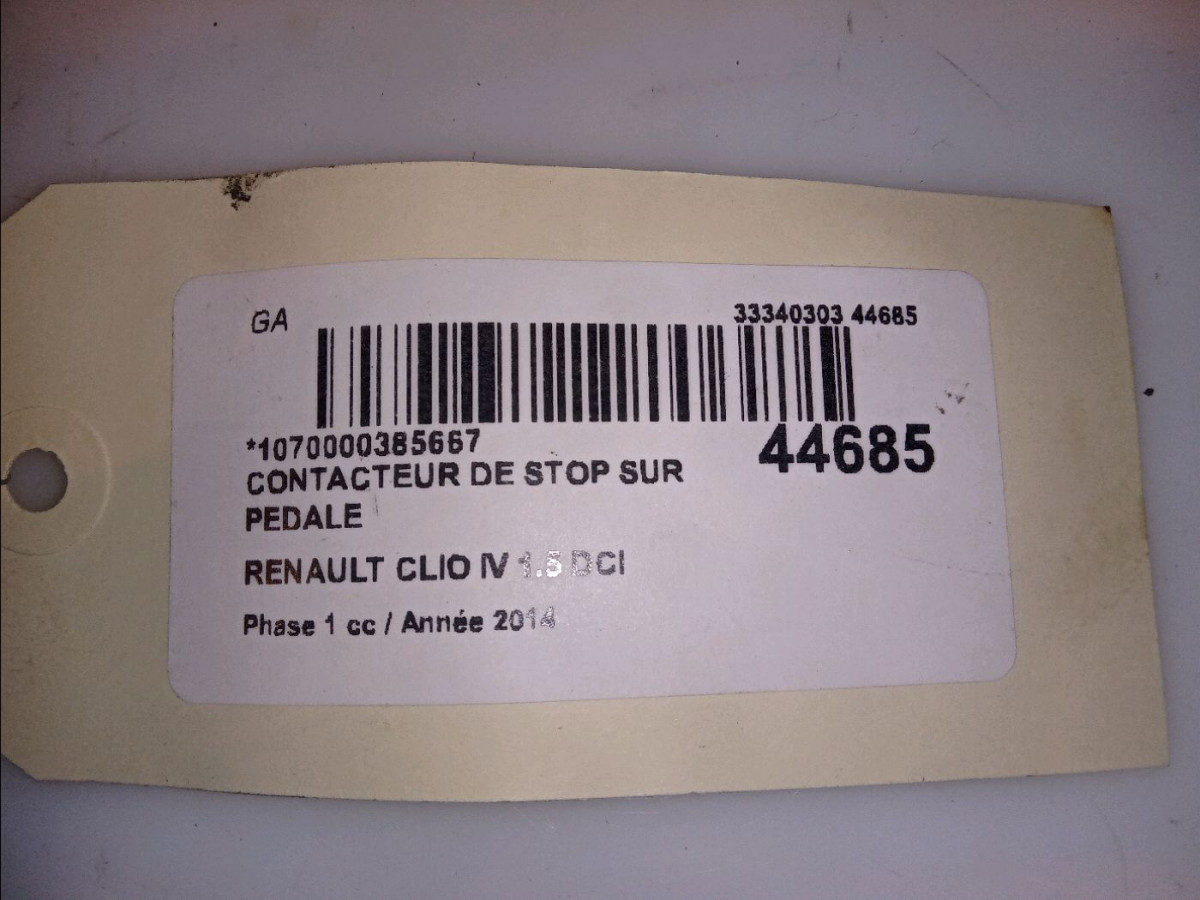 GA
33340303 44685
*1070000385667
44685
CONTACTEUR DE STOP SUR
PEDALE
RENAULT CLIO IV 1.5 DCI
Phase 1 cc / Année 2014